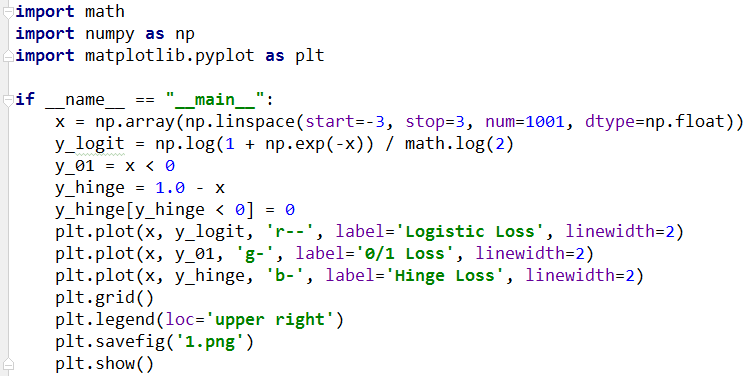 import math
import numpy as np
import matplotlib.pyplot as plt
if __name__ == "__main__":
    x = np.array(np.linspace(start=-3, stop=3, num=1001, dtype=np.float))
    y_logit = np.log(1 + np.exp(-x)) / math.log(2)
    y_01 = x < 0
    y_hinge = 1.0 - x
    y_hinge[y_hinge < 0] = 0
    plt.plot(x, y_logit, 'r--', label='Logistic Loss', linewidth=2)
    plt.plot(x, y_01, 'g-', label='0/1 Loss', linewidth=2)
    plt.plot(x, y_hinge, 'b-', label='Hinge Loss', linewidth=2)
    plt.grid()
    plt.legend(loc='upper right')
    plt.savefig('1.png')
    plt.show()